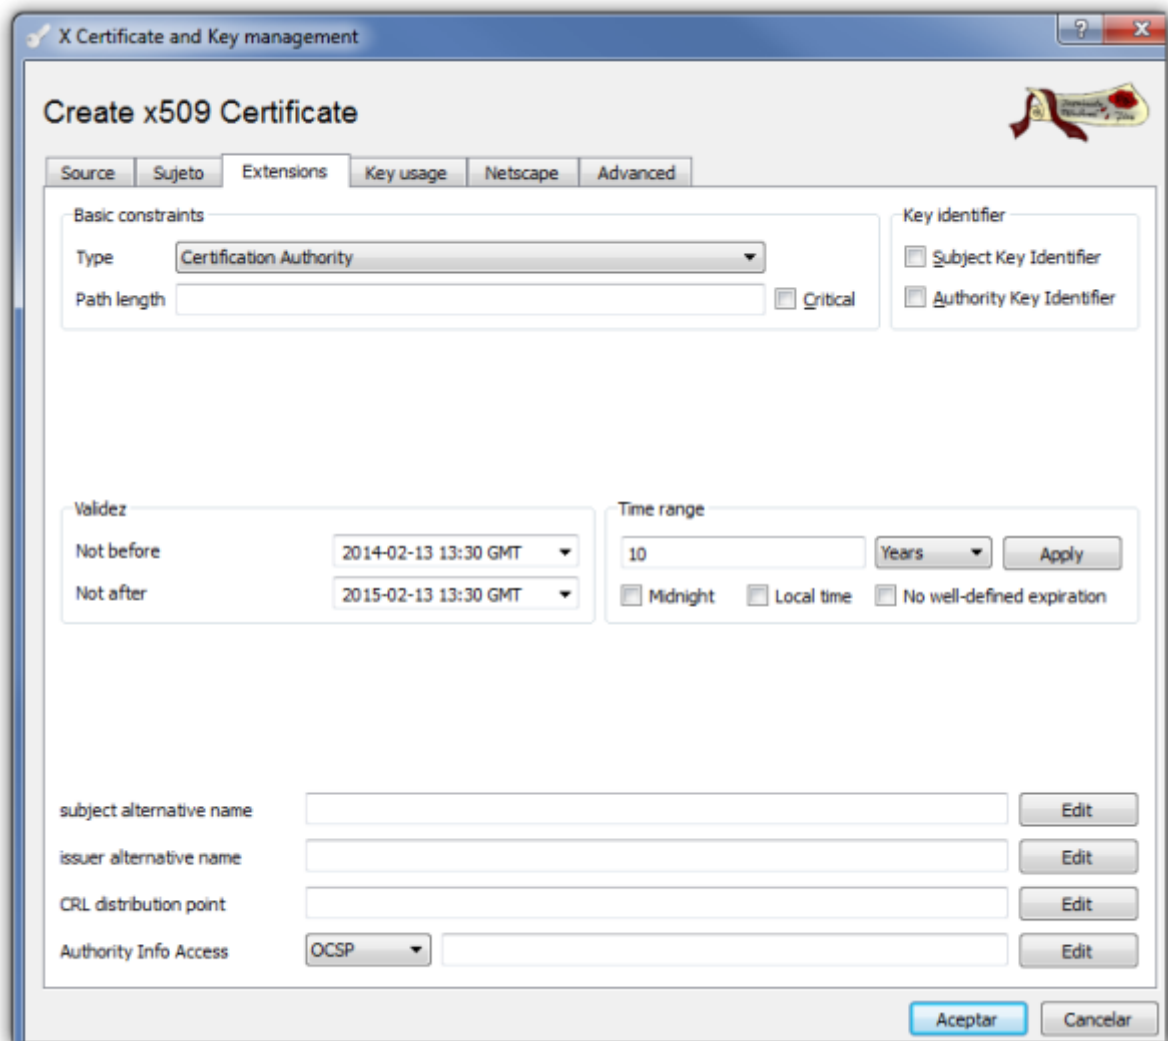 X Certificate and Key management
Create x509 Certificate
Source Sujeto Extensions Key usage Netscape Advanced
Basic constraints Key identifier
Type Certification Authority Subject Key Identifier
Path length Critical Authority Key Identifier
Validez Time range
Not before 2014-02-13 13:30 GMT 10 Years Apply
Not after 2015-02-13 13:30 GMT Midnight Local time No well-defined expiration
subject alternative name Edit
issuer alternative name Edit
CRL distribution point Edit
Authority Info Access OCSP Edit
Aceptar Cancelar